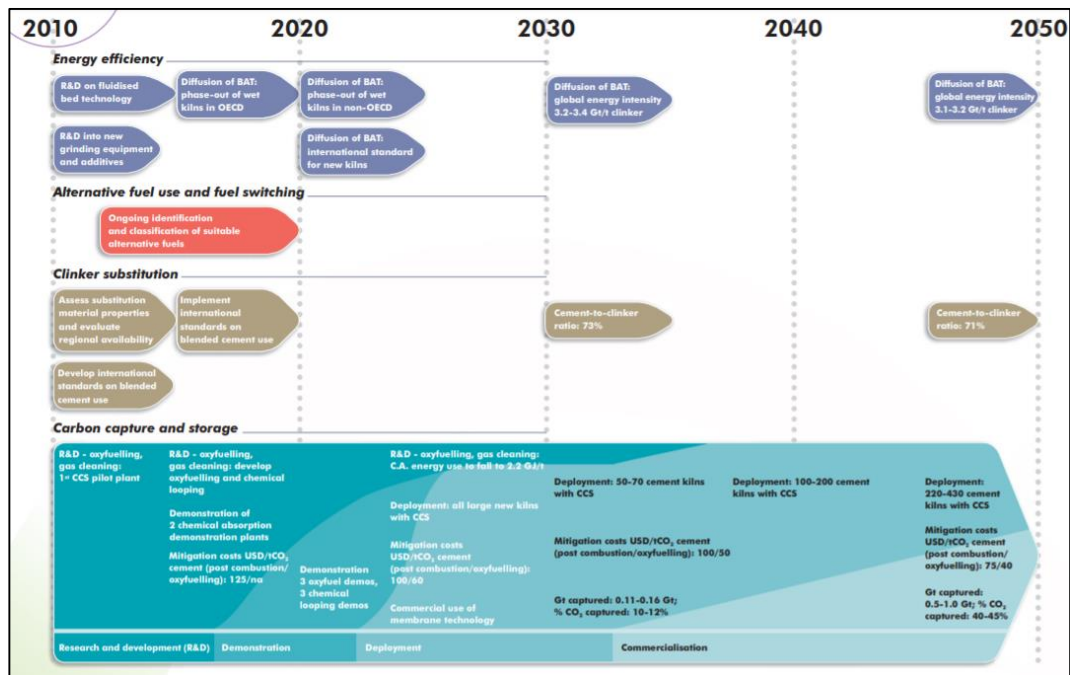 2010
2020
2030
2040
2050
Energy efficiency
R&D on fluidised
bed technology
Diffusion of BAT:
phase-out of wet
kilns in OECD
Diffusion of BAT:
phase-out of wet
kilns in non-OECD
Diffusion of BAT:
global energy intensity
3.2-3.4 Gt/t clinker
Diffusion of BAT:
global energy intensity
3.1-3.2 Gt/t clinker
R&D into new
grinding equipment
and additives
Diffusion of BAT:
international standard
for new kilns
Alternative fuel use and fuel switching
Ongoing identification
and classification of suitable
alternative fuels
Clinker substitution
Assess substitution
material properties
and evaluate
regional availability
Implement
international
standards on
blended cement use
Cement-to-clinker
ratio: 73%
Cement-to-clinker
ratio: 71%
Develop international
standards on blended
cement use
Carbon capture and storage
R&D - oxyfuelling,
gas cleaning:
1st CCS pilot plant
R&D - oxyfuelling,
gas cleaning: develop
oxyfuelling and chemical
looping
Demonstration of
2 chemical absorption
demonstration plants
Mitigation costs USD/tCO₂
cement (post combustion/
oxyfuelling): 125/na
Demonstration
3 oxyfuel demos,
3 chemical
looping demos
R&D - oxyfuelling, gas cleaning:
C.A. energy use to fall to 2.2 GJ/t
Deployment: all large new kilns
with CCS
Mitigation costs
USD/tCO₂ cement
(post combustion/oxyfuelling):
100/60
Commercial use of
membrane technology
Deployment: 50-70 cement kilns
with CCS
Mitigation costs USD/tCO₂ cement
(post combustion/oxyfuelling): 100/50
Gt captured: 0.11-0.16 Gt;
% CO₂ captured: 10-12%
Deployment: 100-200 cement
kilns with CCS
Deployment:
220-430 cement
kilns with CCS
Mitigation costs
USD/tCO₂ cement
(post combustion/
oxyfuelling): 75/40
Gt captured:
0.5-1.0 Gt; % CO₂
captured: 40-45%
Research and development (R&D)
Demonstration
Deployment
Commercialisation